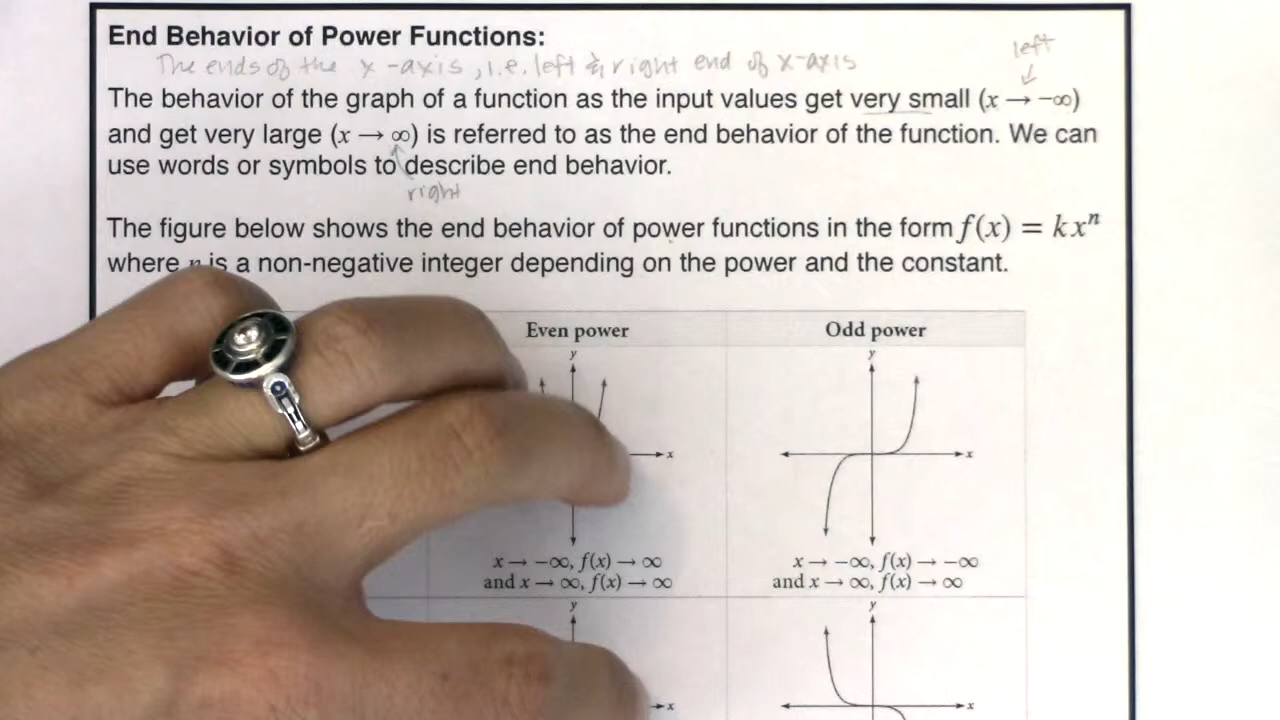 End Behavior of Power Functions:
left
The ends of the x-axis, i.e. left & right end of x-axis
The behavior of the graph of a function as the input values get very small (x → −∞)
and get very large (x → ∞) is referred to as the end behavior of the function. We can
use words or symbols to describe end behavior.
right
The figure below shows the end behavior of power functions in the form f(x) = kxⁿ
where n is a non-negative integer depending on the power and the constant.
Even power Odd power
y y
x x
x → −∞, f(x) → ∞ x → −∞, f(x) → −∞
and x → ∞, f(x) → ∞ and x → ∞, f(x) → ∞
y y
x x